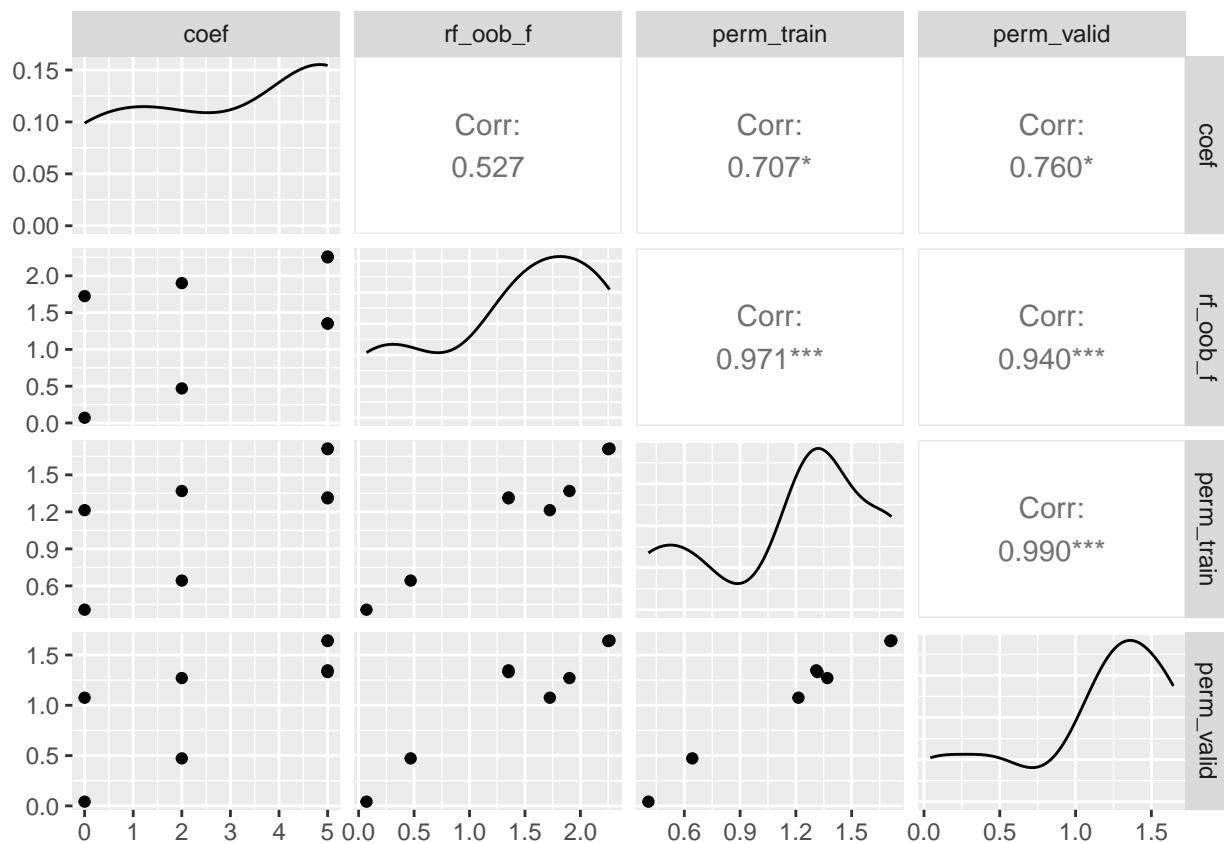 coef rf_oob_f perm_train perm_valid
0.15
0.10
0.05
0.00
Corr:
0.527
Corr:
0.707*
Corr:
0.760*
coef
2.0
1.5
1.0
0.5
0.0
Corr:
0.971***
Corr:
0.940***
rf_oob_f
1.5
1.2
0.9
0.6
Corr:
0.990***
perm_train
1.5
1.0
0.5
0.0
perm_valid
0 1 2 3 4 5 0.0 0.5 1.0 1.5 2.0 0.6 0.9 1.2 1.5 0.0 0.5 1.0 1.5